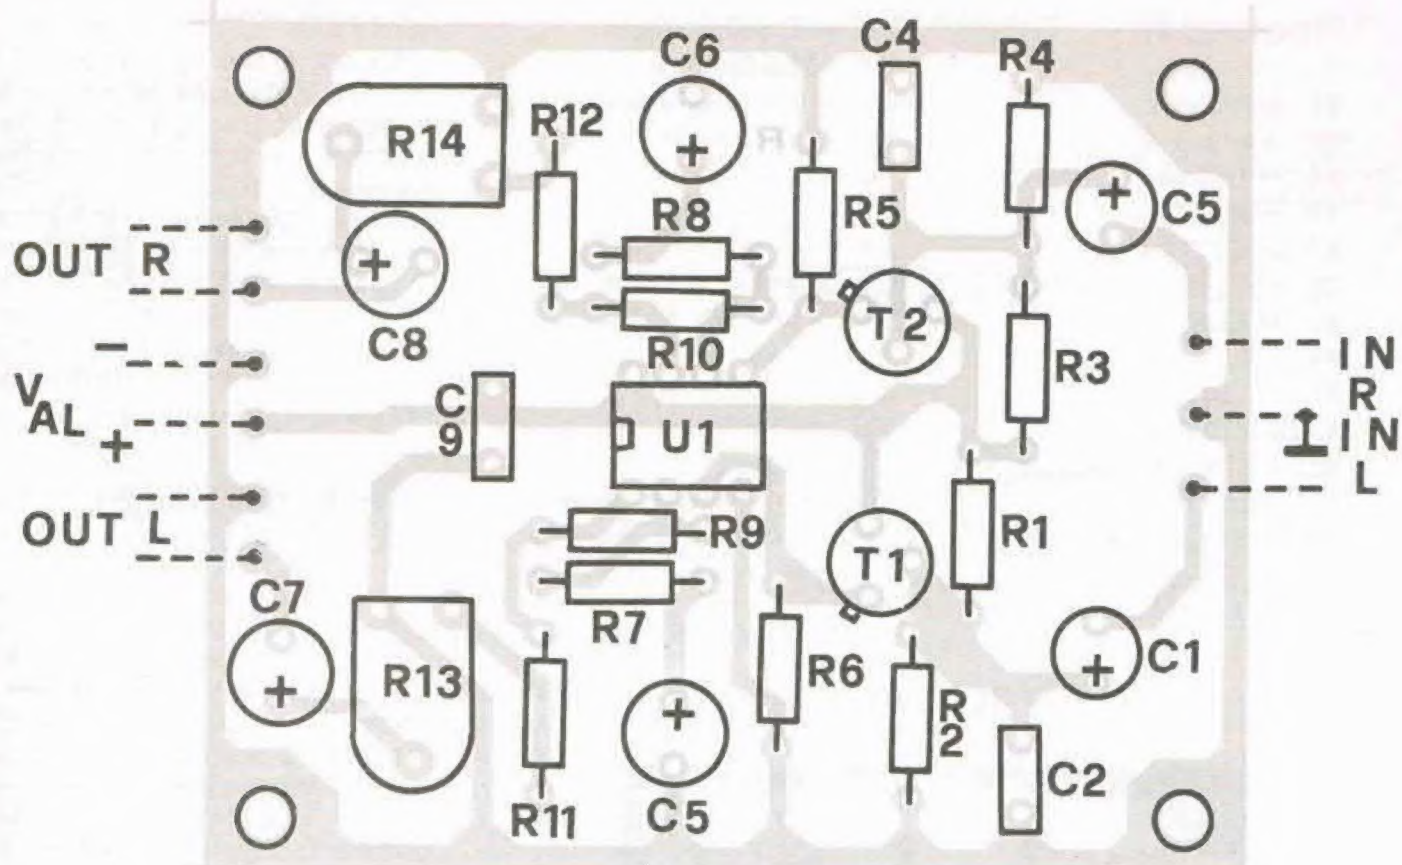 C6
C4
R4
R14
R12
R8
R5
C5
OUT R
T2
C8
R10
R3
IN
R
−
V
AL
+
C
9
U1
IN
L
OUT L
R9
R1
T1
C7
R7
R13
R6
R
2
C1
R11
C5
C2